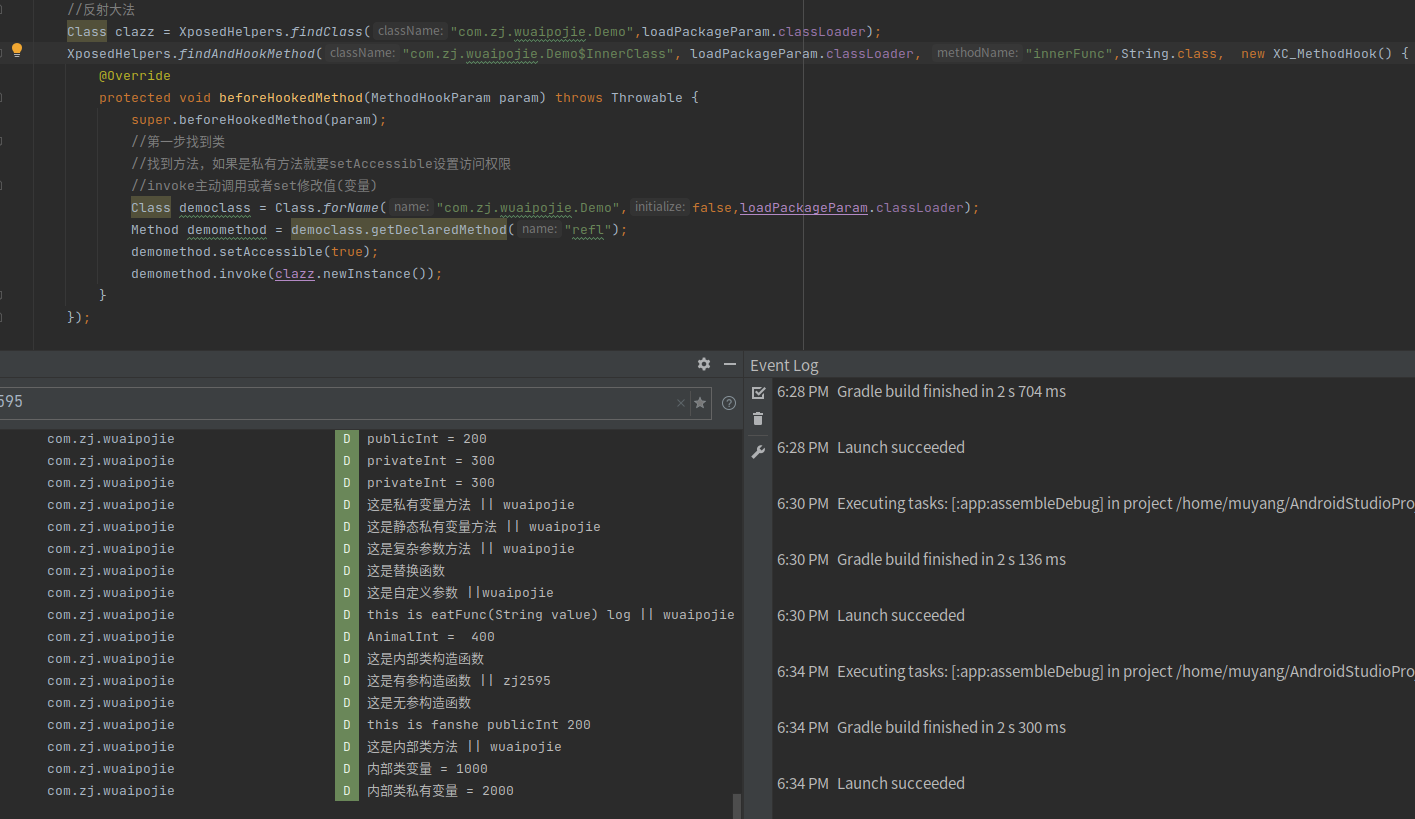 //反射大法
Class clazz = XposedHelpers.findClass( className: "com.zj.wuaipojie.Demo",loadPackageParam.classLoader);
XposedHelpers.findAndHookMethod( className: "com.zj.wuaipojie.Demo$InnerClass", loadPackageParam.classLoader, methodName: "innerFunc",String.class, new XC_MethodHook() {
@Override
protected void beforeHookedMethod(MethodHookParam param) throws Throwable {
super.beforeHookedMethod(param);
//第一步找到类
//找到方法，如果是私有方法就要setAccessible设置访问权限
//invoke主动调用或者set修改值(变量)
Class democlass = Class.forName( name: "com.zj.wuaipojie.Demo", initialize: false,loadPackageParam.classLoader);
Method demomethod = democlass.getDeclaredMethod( name: "refl");
demomethod.setAccessible(true);
demomethod.invoke(clazz.newInstance());
}
});
595
com.zj.wuaipojie D publicInt = 200
com.zj.wuaipojie D privateInt = 300
com.zj.wuaipojie D privateInt = 300
com.zj.wuaipojie D 这是私有变量方法 || wuaipojie
com.zj.wuaipojie D 这是静态私有变量方法 || wuaipojie
com.zj.wuaipojie D 这是复杂参数方法 || wuaipojie
com.zj.wuaipojie D 这是替换函数
com.zj.wuaipojie D 这是自定义参数 ||wuaipojie
com.zj.wuaipojie D this is eatFunc(String value) log || wuaipojie
com.zj.wuaipojie D AnimalInt =  400
com.zj.wuaipojie D 这是内部类构造函数
com.zj.wuaipojie D 这是有参构造函数 || zj2595
com.zj.wuaipojie D 这是无参构造函数
com.zj.wuaipojie D this is fanshe publicInt 200
com.zj.wuaipojie D 这是内部类方法 || wuaipojie
com.zj.wuaipojie D 内部类变量 = 1000
com.zj.wuaipojie D 内部类私有变量 = 2000
Event Log
6:28 PM Gradle build finished in 2 s 704 ms
6:28 PM Launch succeeded
6:30 PM Executing tasks: [:app:assembleDebug] in project /home/muyang/AndroidStudioPro
6:30 PM Gradle build finished in 2 s 136 ms
6:30 PM Launch succeeded
6:34 PM Executing tasks: [:app:assembleDebug] in project /home/muyang/AndroidStudioPro
6:34 PM Gradle build finished in 2 s 300 ms
6:34 PM Launch succeeded